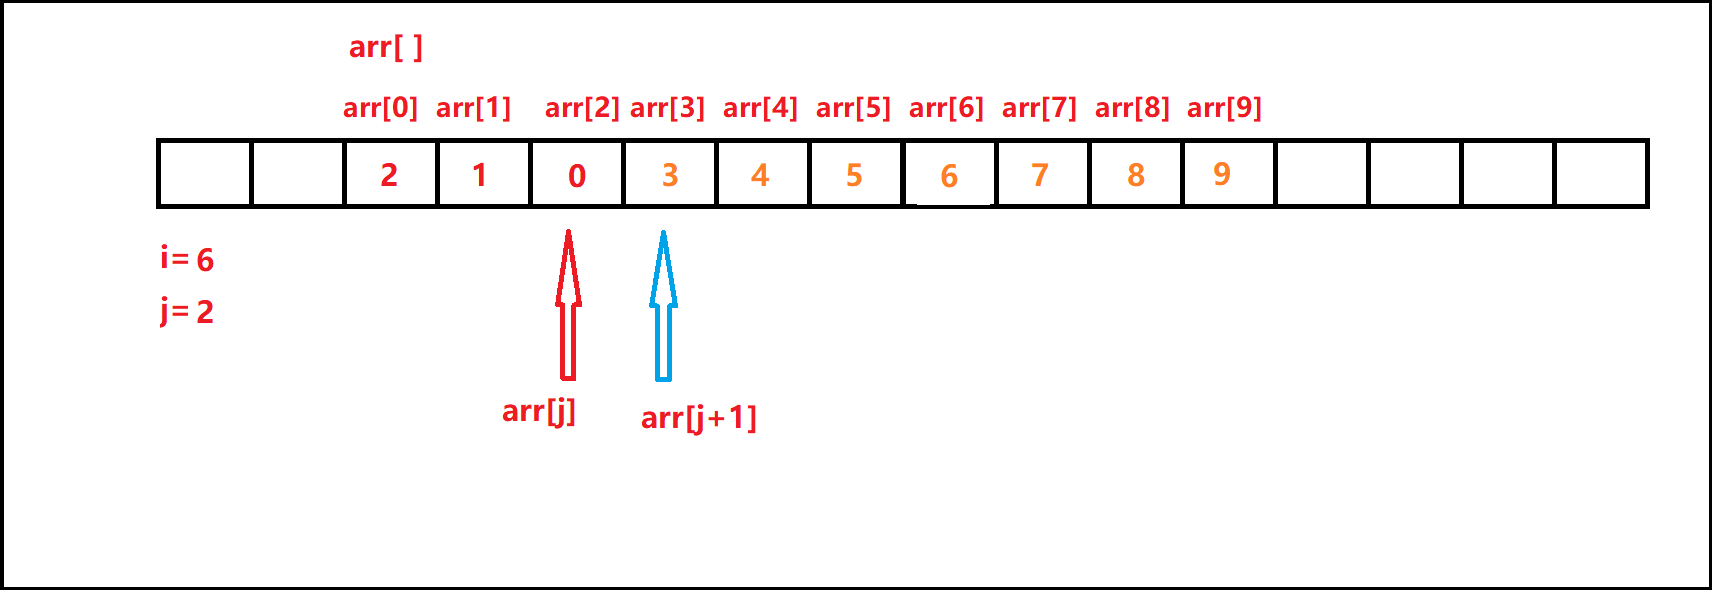 arr[ ]
arr[0] arr[1] arr[2] arr[3] arr[4] arr[5] arr[6] arr[7] arr[8] arr[9]
2 1 0 3 4 5 6 7 8 9
i= 6
j= 2
arr[j] arr[j+1]